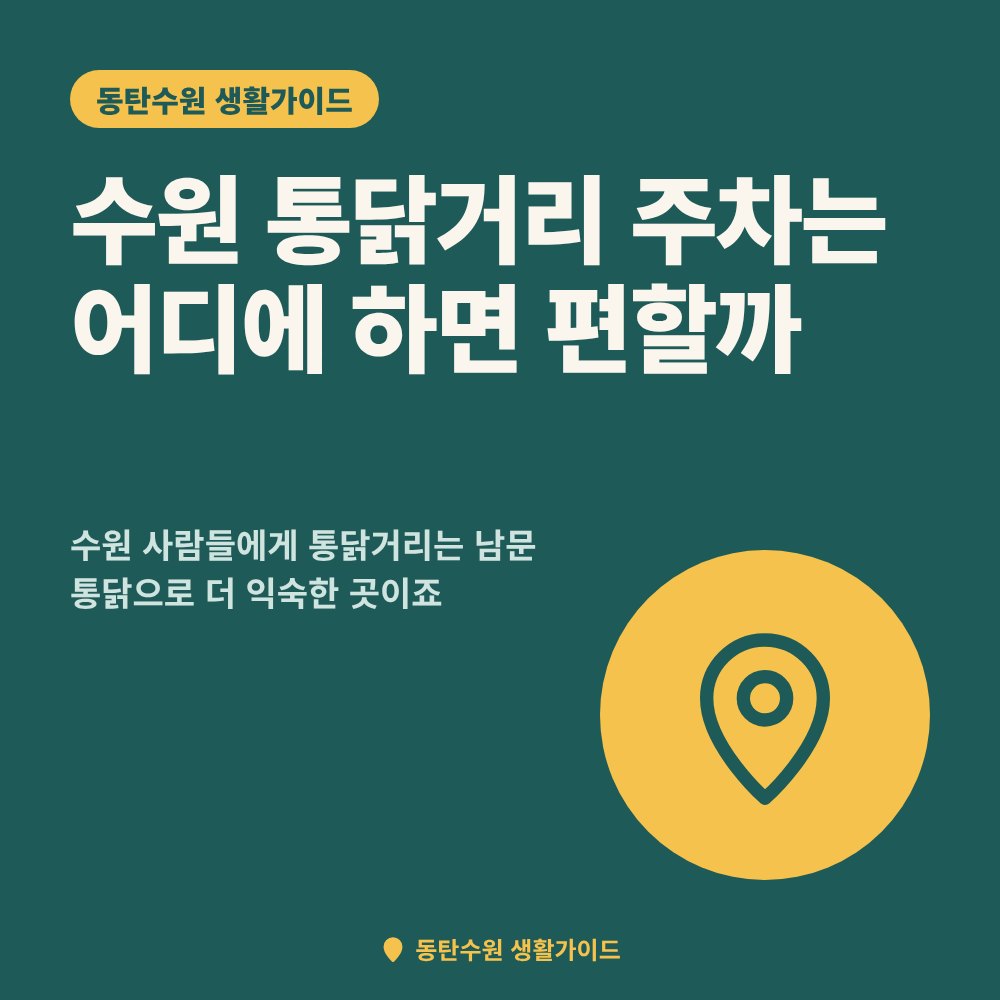 동탄수원 생활가이드
수원 통닭거리 주차는
어디에 하면 편할까
수원 사람들에게 통닭거리는 남문
통닭으로 더 익숙한 곳이죠
동탄수원 생활가이드